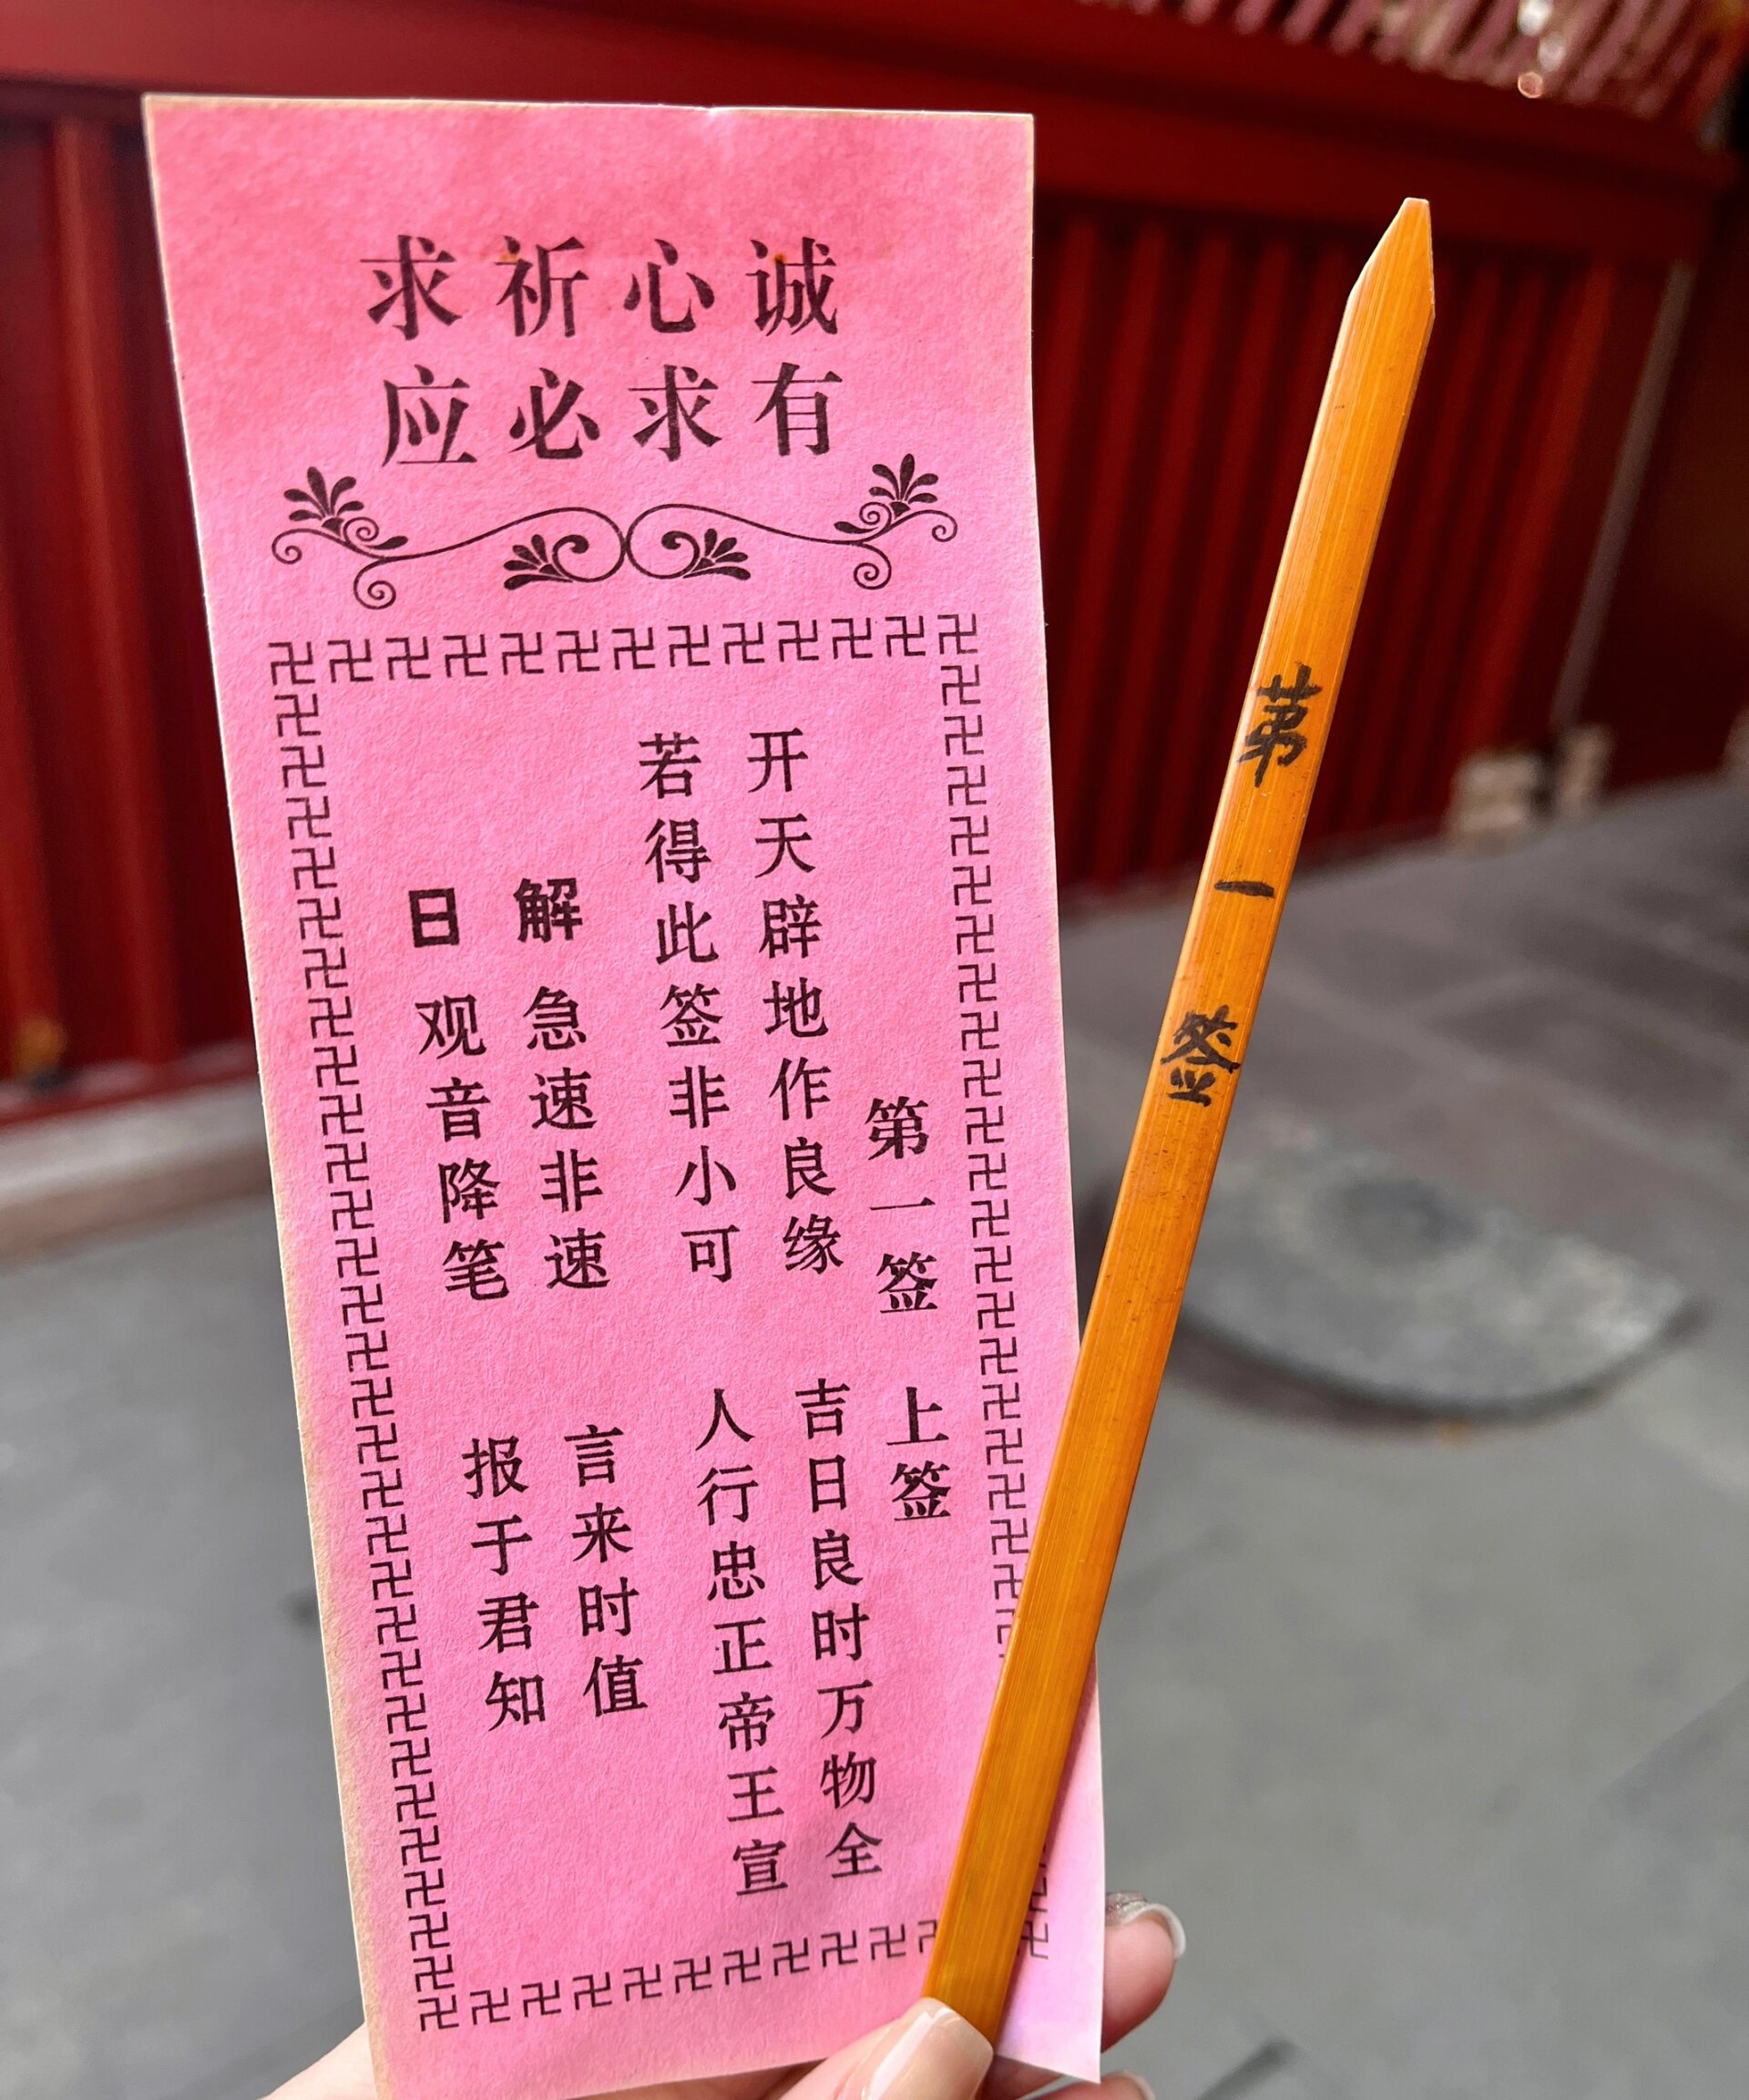 诚心祈求
有求必应
第一签 上签
开天辟地作良缘 吉日良时万物全
若得此签非小可 人行忠正帝王宣
解 急速非速 言来时值
日 观音降笔 报于君知
苐一签